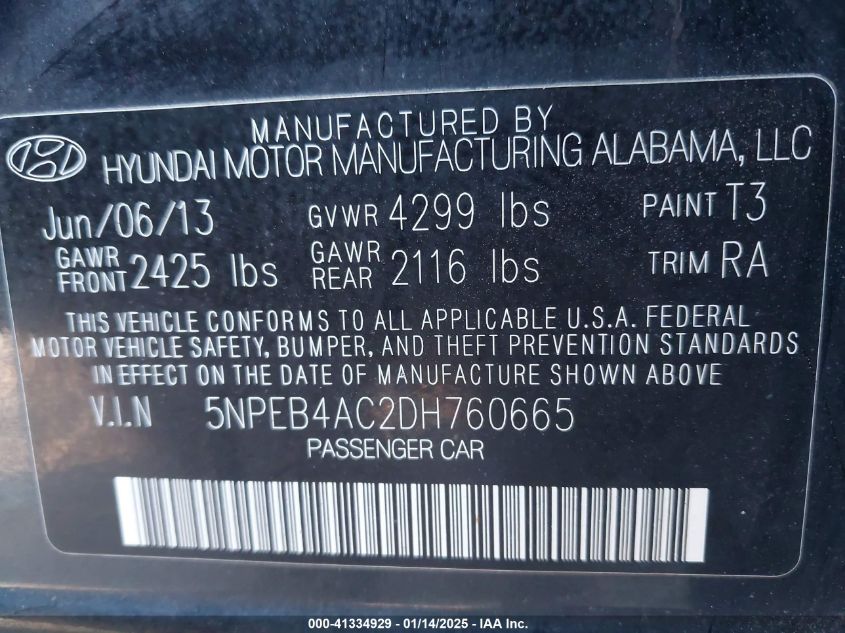 MANUFACTURED BY
HYUNDAI MOTOR MANUFACTURING ALABAMA, LLC
Jun/06/13 GVWR 4299 lbs PAINT T3
GAWR FRONT 2425 lbs GAWR REAR 2116 lbs TRIM RA
THIS VEHICLE CONFORMS TO ALL APPLICABLE U.S.A. FEDERAL
MOTOR VEHICLE SAFETY, BUMPER, AND THEFT PREVENTION STANDARDS
IN EFFECT ON THE DATE OF MANUFACTURE SHOWN ABOVE
V.I.N 5NPEB4AC2DH760665
PASSENGER CAR
000-41334929 - 01/14/2025 - IAA Inc.